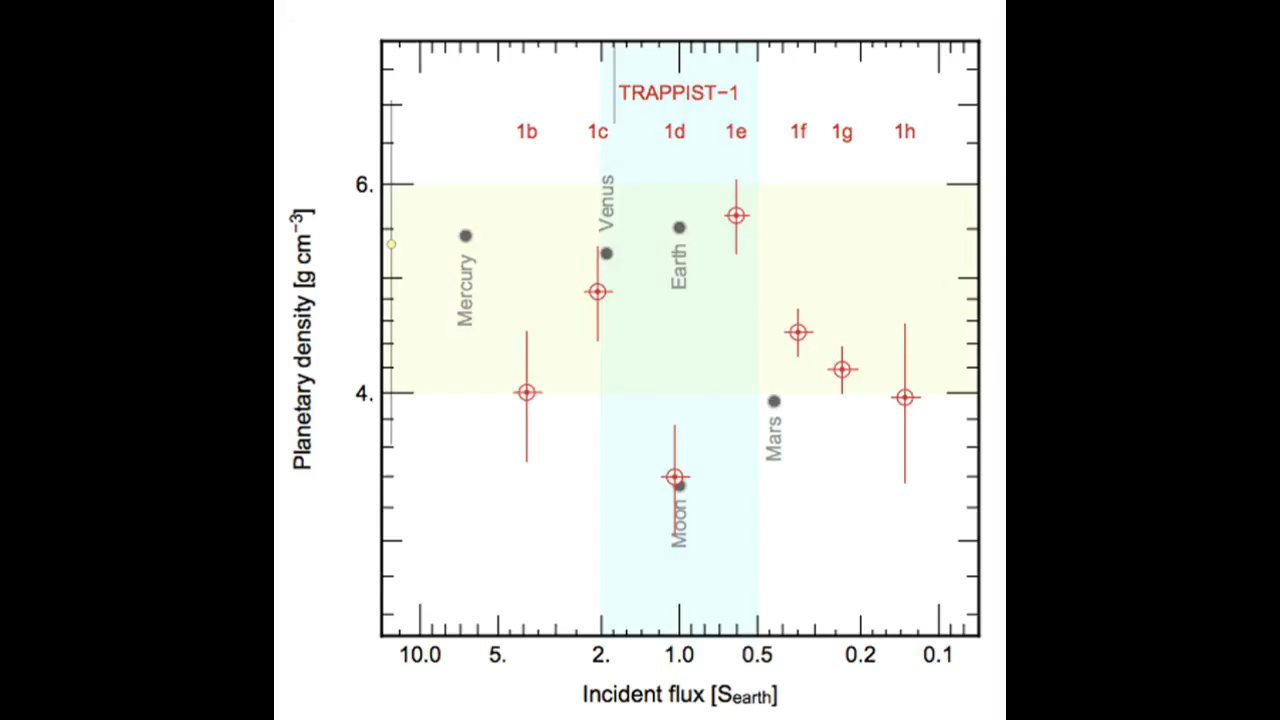 TRAPPIST−1
1b 1c 1d 1e 1f 1g 1h
6.
4.
Venus
Mercury
Earth
Mars
Moon
Planetary density [g cm−3]
10.0 5. 2. 1.0 0.5 0.2 0.1
Incident flux [Searth]